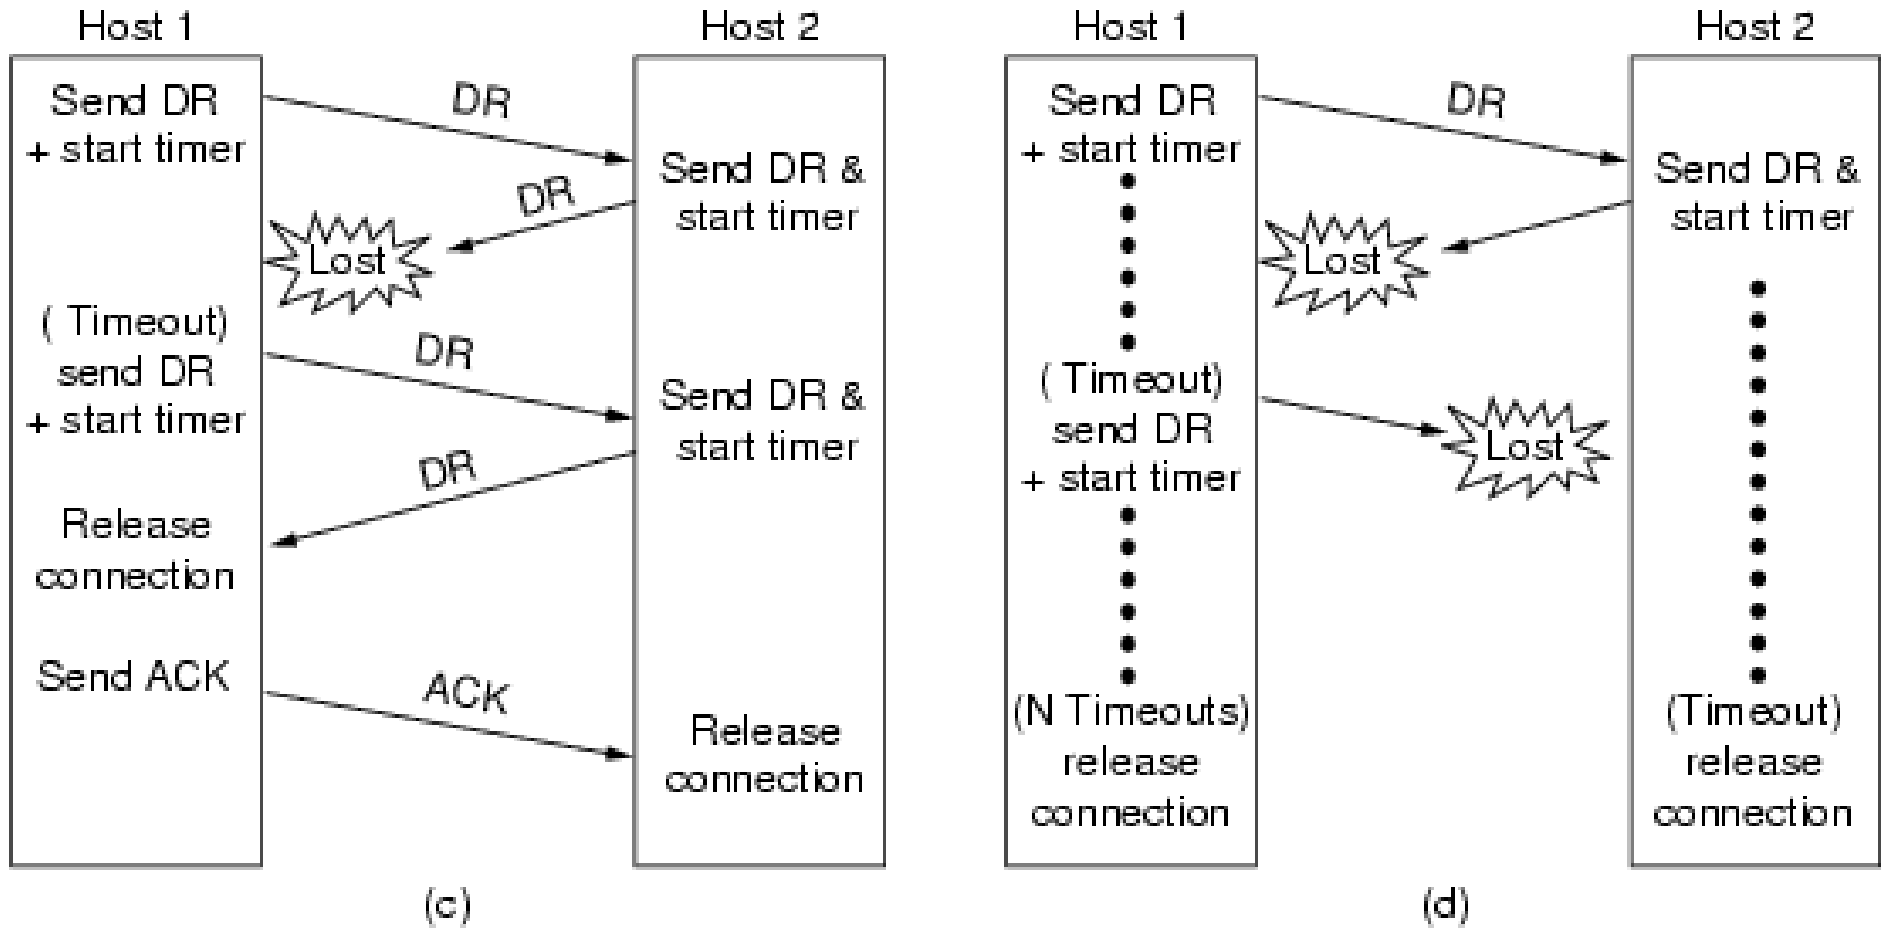 Host 1
Host 2
Send DR
+ start timer
DR
Send DR &
start timer
DR
Lost
( Timeout)
send DR
+ start timer
DR
Send DR &
start timer
DR
Release
connection
Send ACK
ACK
Release
connection
(c)
Host 1
Host 2
Send DR
+ start timer
DR
Send DR &
start timer
Lost
( Timeout)
send DR
+ start timer
Lost
(N Timeouts)
release
connection
(Timeout)
release
connection
(d)